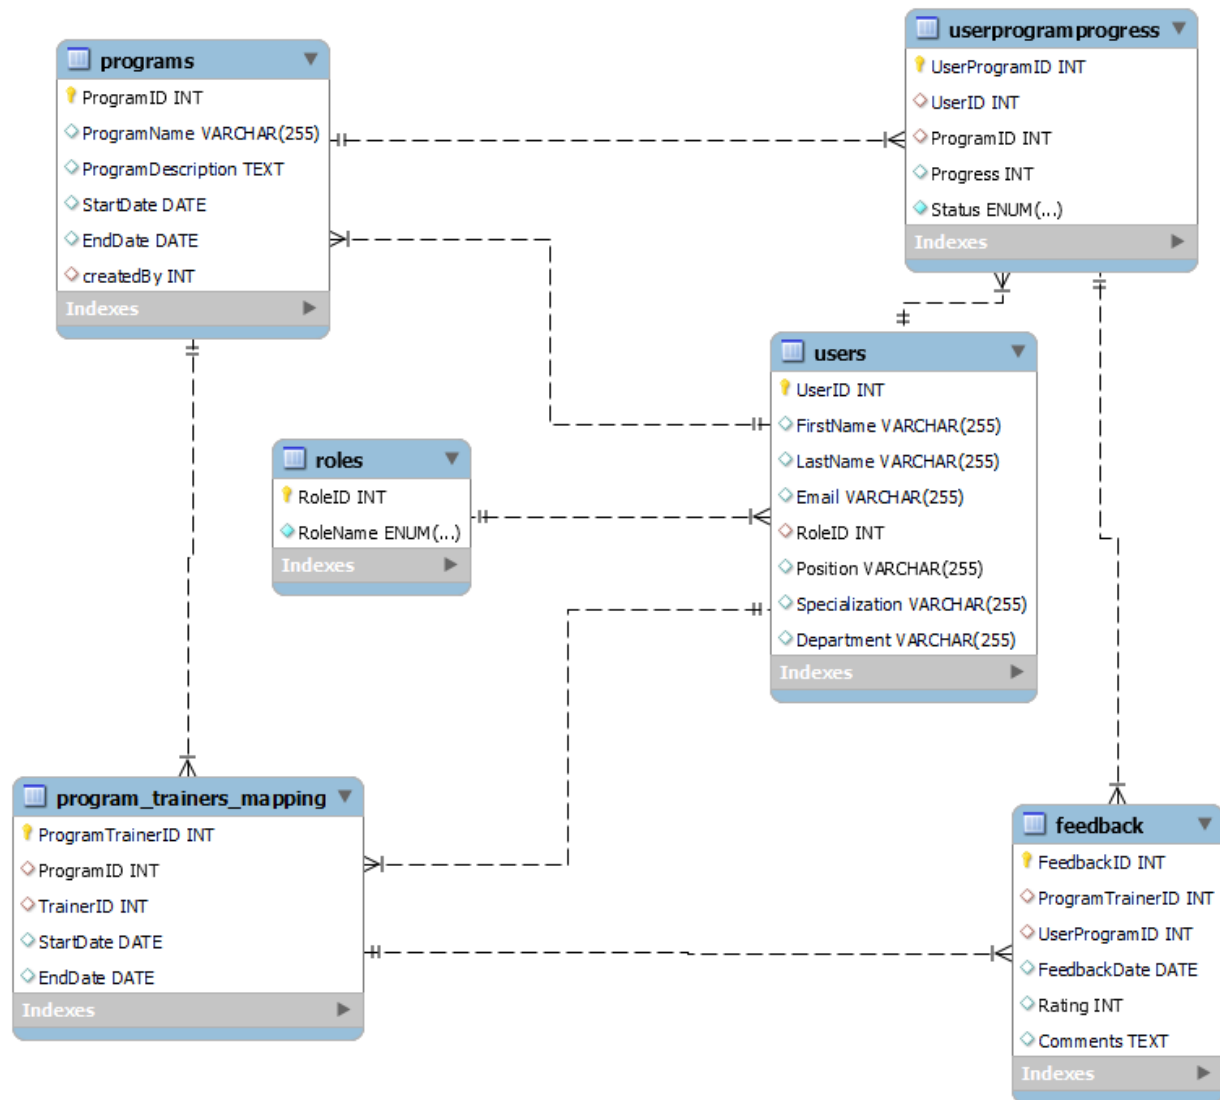 programs
ProgramID INT
ProgramName VARCHAR(255)
ProgramDescription TEXT
StartDate DATE
EndDate DATE
createdBy INT
Indexes
userprogramprogress
UserProgramID INT
UserID INT
ProgramID INT
Progress INT
Status ENUM(...)
Indexes
users
UserID INT
FirstName VARCHAR(255)
LastName VARCHAR(255)
Email VARCHAR(255)
RoleID INT
Position VARCHAR(255)
Specialization VARCHAR(255)
Department VARCHAR(255)
Indexes
roles
RoleID INT
RoleName ENUM(...)
Indexes
program_trainers_mapping
ProgramTrainerID INT
ProgramID INT
TrainerID INT
StartDate DATE
EndDate DATE
Indexes
feedback
FeedbackID INT
ProgramTrainerID INT
UserProgramID INT
FeedbackDate DATE
Rating INT
Comments TEXT
Indexes